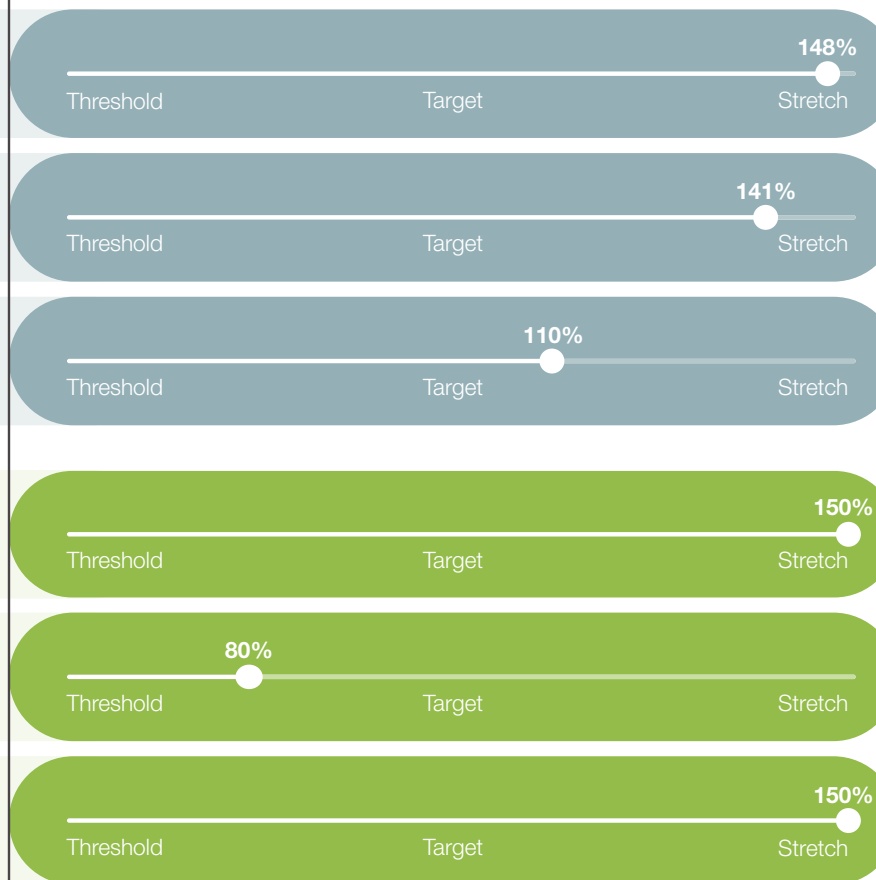 148%
Threshold Target Stretch
141%
Threshold Target Stretch
110%
Threshold Target Stretch
150%
Threshold Target Stretch
80%
Threshold Target Stretch
150%
Threshold Target Stretch